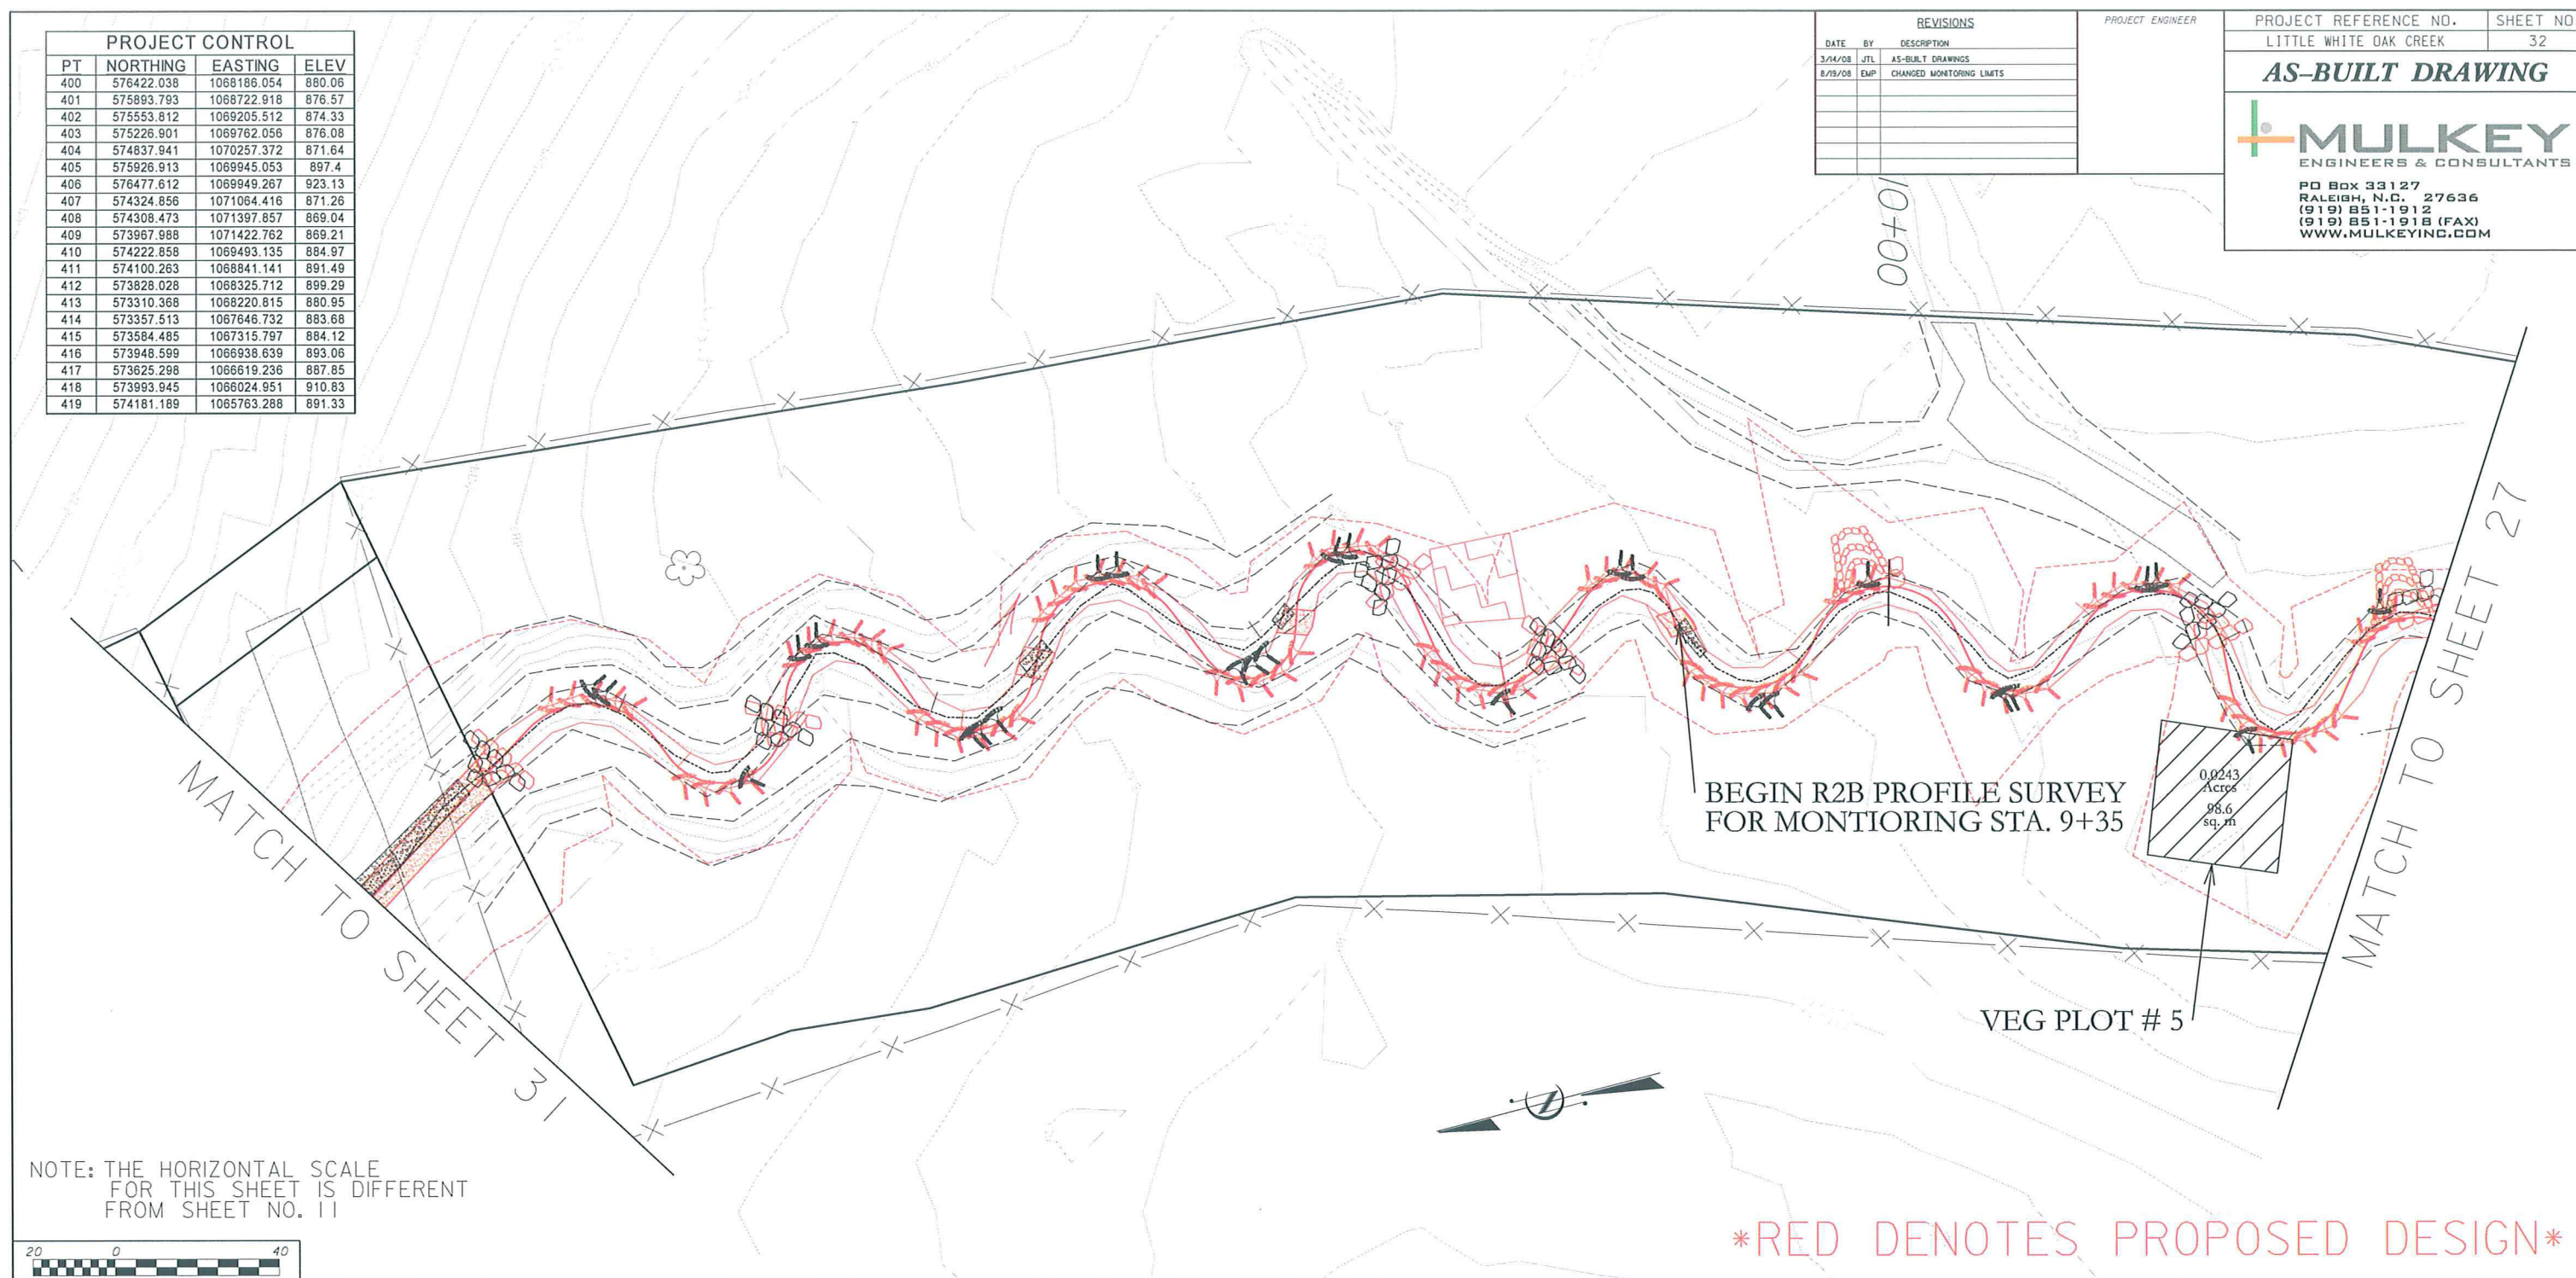 PROJECT CONTROL
PT NORTHING EASTING ELEV
400 576422.038 1068186.054 880.06
401 575893.793 1068722.918 876.57
402 575553.812 1069205.512 874.33
403 575226.901 1069762.056 876.08
404 574837.941 1070257.372 871.64
405 575926.913 1069945.053 897.4
406 576477.612 1069949.267 923.13
407 574324.856 1071064.416 871.26
408 574308.473 1071397.857 869.04
409 573967.988 1071422.762 869.21
410 574222.858 1069493.135 884.97
411 574100.263 1068841.141 891.49
412 573828.028 1068325.712 899.29
413 573310.368 1068220.815 880.95
414 573357.513 1067646.732 883.68
415 573584.485 1067315.797 884.12
416 573948.599 1066938.639 893.06
417 573625.298 1066619.236 887.85
418 573993.945 1066024.951 910.83
419 574181.189 1065763.288 891.33
REVISIONS
DATE BY DESCRIPTION
3/14/08 JTL AS-BUILT DRAWINGS
8/19/08 EMP CHANGED MONITORING LIMITS
PROJECT ENGINEER
PROJECT REFERENCE NO. SHEET NO
LITTLE WHITE OAK CREEK 32
AS-BUILT DRAWING
MULKEY
ENGINEERS & CONSULTANTS
PO BOX 33127
RALEIGH, N.C. 27636
(919) 851-1912
(919) 851-1918 (FAX)
WWW.MULKEYINC.COM
10+00
MATCH TO SHEET 27
MATCH TO SHEET 31
BEGIN R2B PROFILE SURVEY
FOR MONTIORING STA. 9+35
0.0243
Acres
98.6
sq. m
VEG PLOT # 5
NOTE: THE HORIZONTAL SCALE
FOR THIS SHEET IS DIFFERENT
FROM SHEET NO. 11
20 0 40
*RED DENOTES PROPOSED DESIGN*